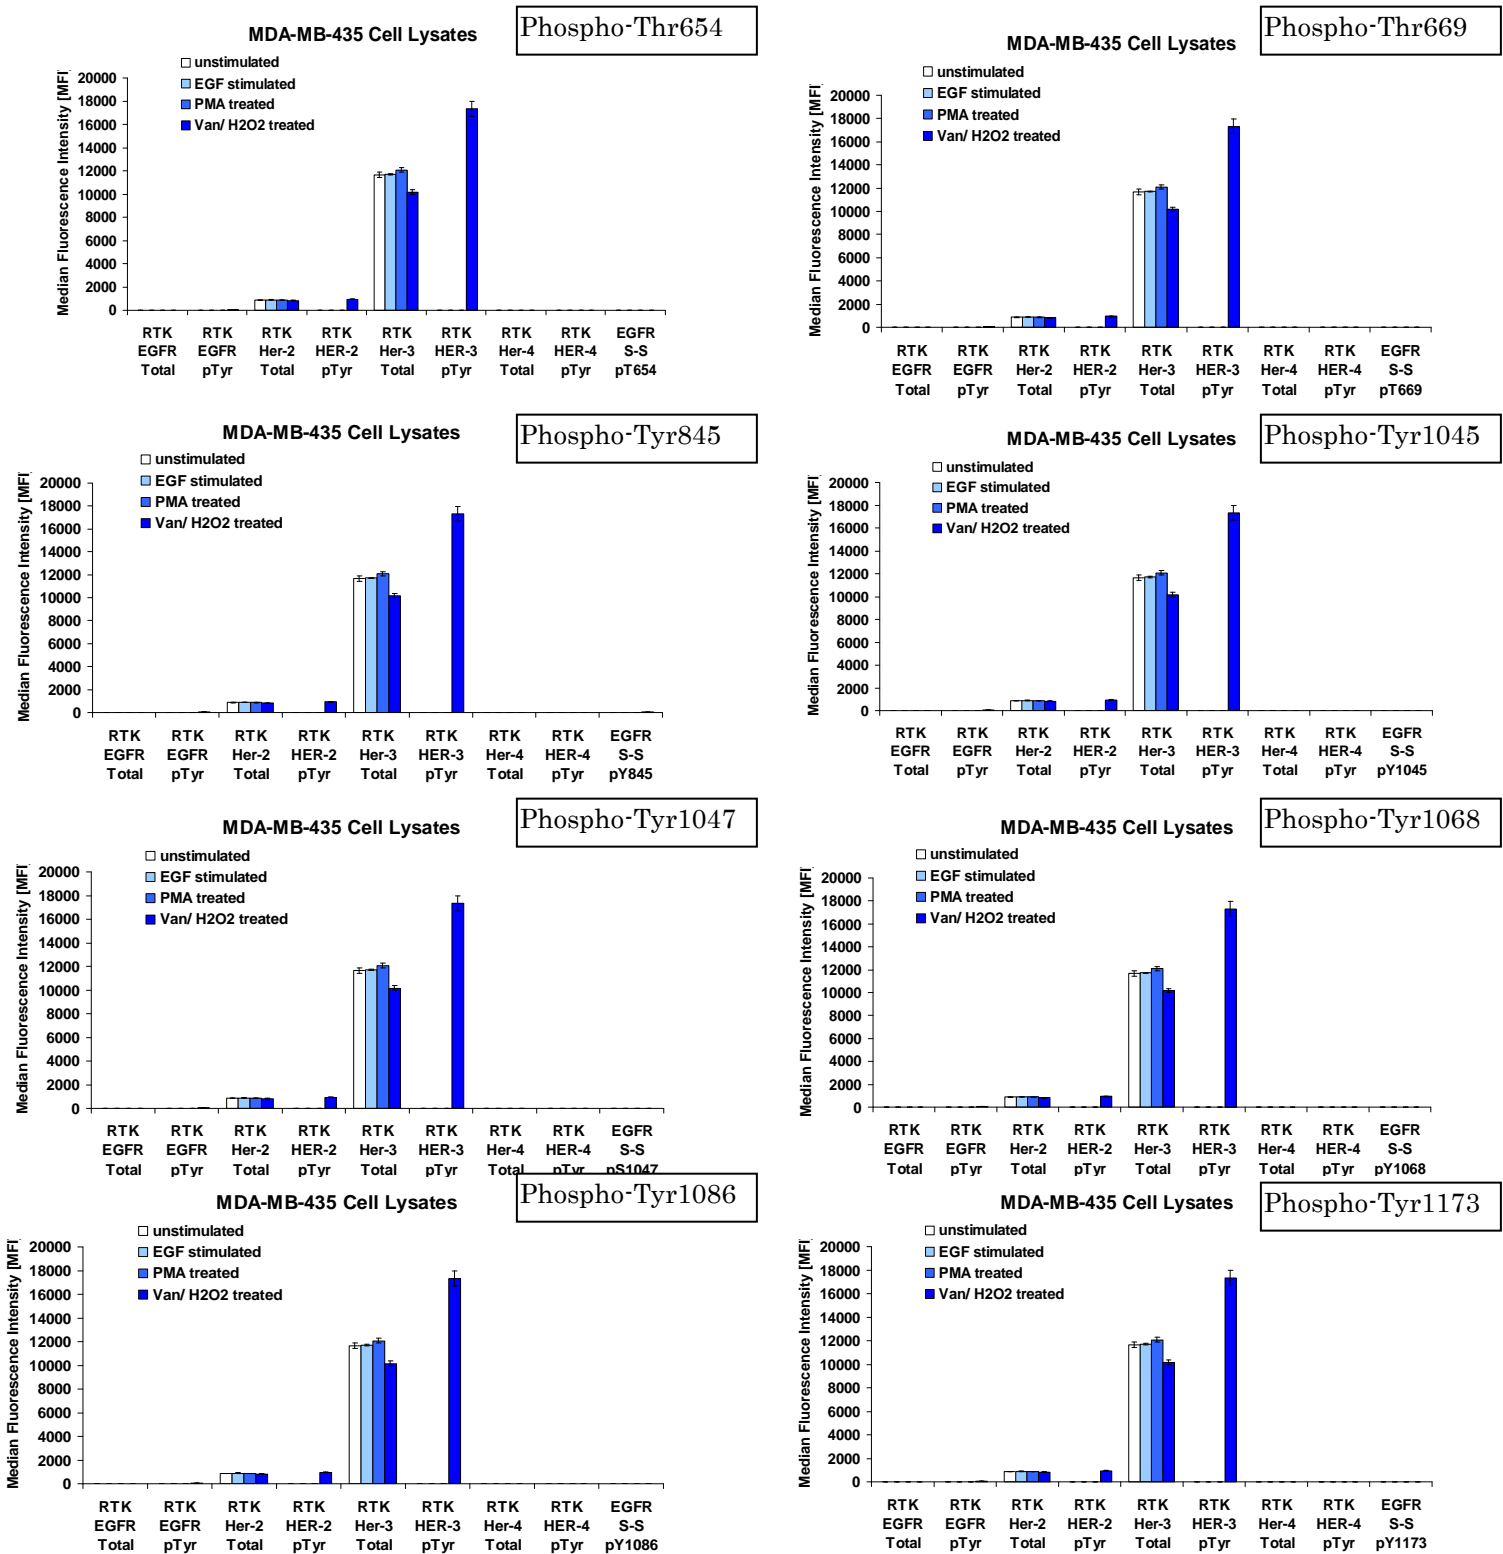 Phospho-Thr654
MDA-MB-435 Cell Lysates
unstimulated
EGF stimulated
PMA treated
Van/ H2O2 treated
Median Fluorescence Intensity [MFI
20000
18000
16000
14000
12000
10000
8000
6000
4000
2000
0
RTK RTK RTK RTK RTK RTK RTK RTK EGFR
EGFR EGFR Her-2 HER-2 Her-3 HER-3 Her-4 HER-4 S-S
Total pTyr Total pTyr Total pTyr Total pTyr pT654
Phospho-Thr669
MDA-MB-435 Cell Lysates
unstimulated
EGF stimulated
PMA treated
Van/ H2O2 treated
Median Fluorescence Intensity [MFI
20000
18000
16000
14000
12000
10000
8000
6000
4000
2000
0
RTK RTK RTK RTK RTK RTK RTK RTK EGFR
EGFR EGFR Her-2 HER-2 Her-3 HER-3 Her-4 HER-4 S-S
Total pTyr Total pTyr Total pTyr Total pTyr pT669
Phospho-Tyr845
MDA-MB-435 Cell Lysates
unstimulated
EGF stimulated
PMA treated
Van/ H2O2 treated
Median Fluorescence Intensity [MFI
20000
18000
16000
14000
12000
10000
8000
6000
4000
2000
0
RTK RTK RTK RTK RTK RTK RTK RTK EGFR
EGFR EGFR Her-2 HER-2 Her-3 HER-3 Her-4 HER-4 S-S
Total pTyr Total pTyr Total pTyr Total pTyr pY845
Phospho-Tyr1045
MDA-MB-435 Cell Lysates
unstimulated
EGF stimulated
PMA treated
Van/ H2O2 treated
Median Fluorescence Intensity [MFI
20000
18000
16000
14000
12000
10000
8000
6000
4000
2000
0
RTK RTK RTK RTK RTK RTK RTK RTK EGFR
EGFR EGFR Her-2 HER-2 Her-3 HER-3 Her-4 HER-4 S-S
Total pTyr Total pTyr Total pTyr Total pTyr pY1045
Phospho-Tyr1047
MDA-MB-435 Cell Lysates
unstimulated
EGF stimulated
PMA treated
Van/ H2O2 treated
Median Fluorescence Intensity [MFI
20000
18000
16000
14000
12000
10000
8000
6000
4000
2000
0
RTK RTK RTK RTK RTK RTK RTK RTK EGFR
EGFR EGFR Her-2 HER-2 Her-3 HER-3 Her-4 HER-4 S-S
Total pTyr Total pTyr Total pTyr Total pTyr pS1047
Phospho-Tyr1068
MDA-MB-435 Cell Lysates
unstimulated
EGF stimulated
PMA treated
Van/ H2O2 treated
Median Fluorescence Intensity [MFI
20000
18000
16000
14000
12000
10000
8000
6000
4000
2000
0
RTK RTK RTK RTK RTK RTK RTK RTK EGFR
EGFR EGFR Her-2 HER-2 Her-3 HER-3 Her-4 HER-4 S-S
Total pTyr Total pTyr Total pTyr Total pTyr pY1068
Phospho-Tyr1086
MDA-MB-435 Cell Lysates
unstimulated
EGF stimulated
PMA treated
Van/ H2O2 treated
Median Fluorescence Intensity [MFI
20000
18000
16000
14000
12000
10000
8000
6000
4000
2000
0
RTK RTK RTK RTK RTK RTK RTK RTK EGFR
EGFR EGFR Her-2 HER-2 Her-3 HER-3 Her-4 HER-4 S-S
Total pTyr Total pTyr Total pTyr Total pTyr pY1086
Phospho-Tyr1173
MDA-MB-435 Cell Lysates
unstimulated
EGF stimulated
PMA treated
Van/ H2O2 treated
Median Fluorescence Intensity [MFI
20000
18000
16000
14000
12000
10000
8000
6000
4000
2000
0
RTK RTK RTK RTK RTK RTK RTK RTK EGFR
EGFR EGFR Her-2 HER-2 Her-3 HER-3 Her-4 HER-4 S-S
Total pTyr Total pTyr Total pTyr Total pTyr pY1173